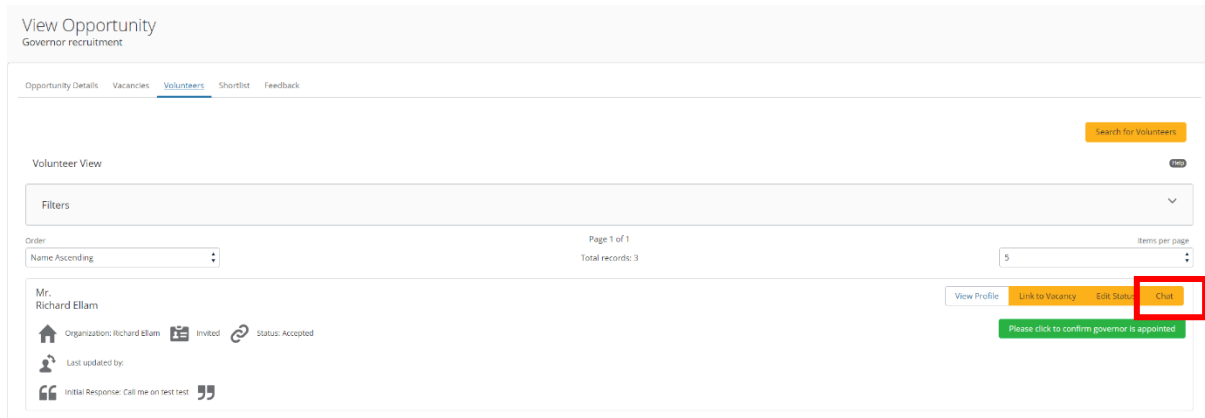 View Opportunity
Governor recruitment
Opportunity Details Vacancies Volunteers Shortlist Feedback
Search for Volunteers
Volunteer View
Help
Filters
Order
Page 1 of 1
Items per page
Name Ascending
Total records: 3
5
Mr.
Richard Ellam
View Profile Link to Vacancy Edit Status Chat
Organization: Richard Ellam Invited Status: Accepted
Please click to confirm governor is appointed
Last updated by:
Initial Response: Call me on test test